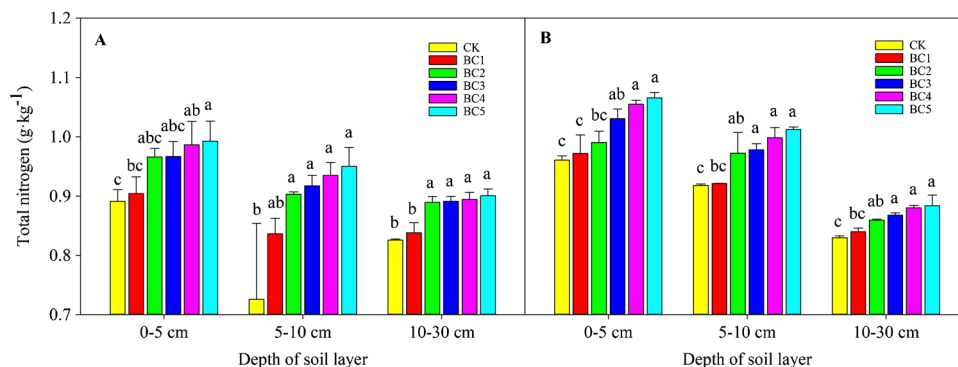 Total nitrogen (g·kg-1)
1.2
1.1
1.0
0.9
0.8
0.7
A
CK
BC1
BC2
BC3
BC4
BC5
c bc abc abc ab a
b ab a a a a
b b a a a a
0-5 cm 5-10 cm 10-30 cm
Depth of soil layer
B
CK
BC1
BC2
BC3
BC4
BC5
c c bc ab a a
c bc ab a a a
c bc ab a a a
0-5 cm 5-10 cm 10-30 cm
Depth of soil layer